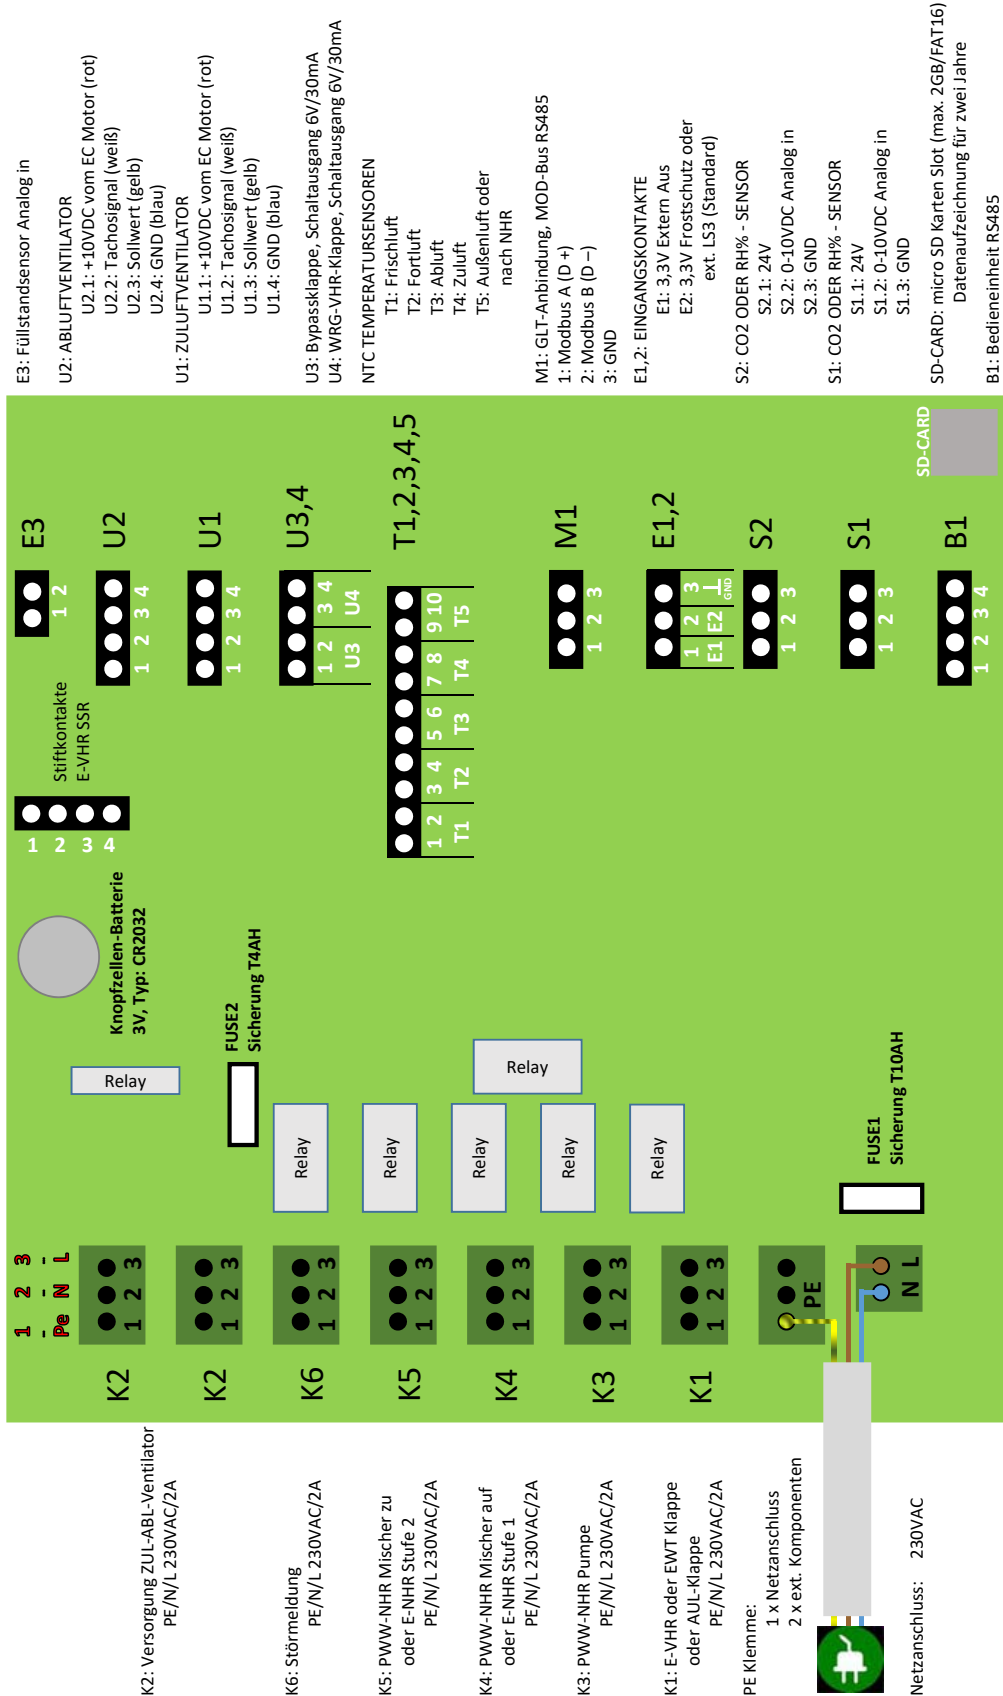 E3: Füllstandsensor Analog in
U2: ABLUFTVENTILATOR
U2.1: +10VDC vom EC Motor (rot)
U2.2: Tachosignal (weiß)
U2.3: Sollwert (gelb)
U2.4: GND (blau)
U1: ZULUFTVENTILATOR
U1.1: +10VDC vom EC Motor (rot)
U1.2: Tachosignal (weiß)
U1.3: Sollwert (gelb)
U1.4: GND (blau)
U3: Bypassklappe, Schaltausgang 6V/30mA
U4: WRG-VHR-Klappe, Schaltausgang 6V/30mA
NTC TEMPERATURSENSOREN
T1: Frischluft
T2: Fortluft
T3: Abluft
T4: Zuluft
T5: Außenluft oder
nach NHR
M1: GLT-Anbindung, MOD-Bus RS485
1: Modbus A (D +)
2: Modbus B (D –)
3: GND
E1,2: EINGANGSKONTAKTE
E1: 3,3V Extern Aus
E2: 3,3V Frostschutz oder
ext. LS3 (Standard)
S2: CO2 ODER RH% - SENSOR
S2.1: 24V
S2.2: 0-10VDC Analog in
S2.3: GND
S1: CO2 ODER RH% - SENSOR
S1.1: 24V
S1.2: 0-10VDC Analog in
S1.3: GND
SD-CARD: micro SD Karten Slot (max. 2GB/FAT16)
Datenaufzeichnung für zwei Jahre
B1: Bedieneinheit RS485
E3
1 2
U2
1 2 3 4
U1
1 2 3 4
U3,4
1 2 3 4
U3 U4
T1,2,3,4,5
1 2 3 4 5 6 7 8 9 10
T1 T2 T3 T4 T5
M1
1 2 3
E1,2
1 2 3
E1 E2 GND
S2
1 2 3
S1
1 2 3
B1
1 2 3 4
SD-CARD
Stiftkontakte
E-VHR SSR
1
2
3
4
Knopfzellen-Batterie
3V, Typ: CR2032
FUSE2
Sicherung T4AH
Relay
Relay
Relay
Relay
Relay
Relay
Relay
FUSE1
Sicherung T10AH
1 2 3
- - -
Pe N L
K2
1 2 3
K2
1 2 3
K6
1 2 3
K5
1 2 3
K4
1 2 3
K3
1 2 3
K1
1 2 3
PE
N L
K2: Versorgung ZUL-ABL-Ventilator
PE/N/L 230VAC/2A
K6: Störmeldung
PE/N/L 230VAC/2A
K5: PWW-NHR Mischer zu
oder E-NHR Stufe 2
PE/N/L 230VAC/2A
K4: PWW-NHR Mischer auf
oder E-NHR Stufe 1
PE/N/L 230VAC/2A
K3: PWW-NHR Pumpe
PE/N/L 230VAC/2A
K1: E-VHR oder EWT Klappe
oder AUL-Klappe
PE/N/L 230VAC/2A
PE Klemme:
1 x Netzanschluss
2 x ext. Komponenten
Netzanschluss: 230VAC